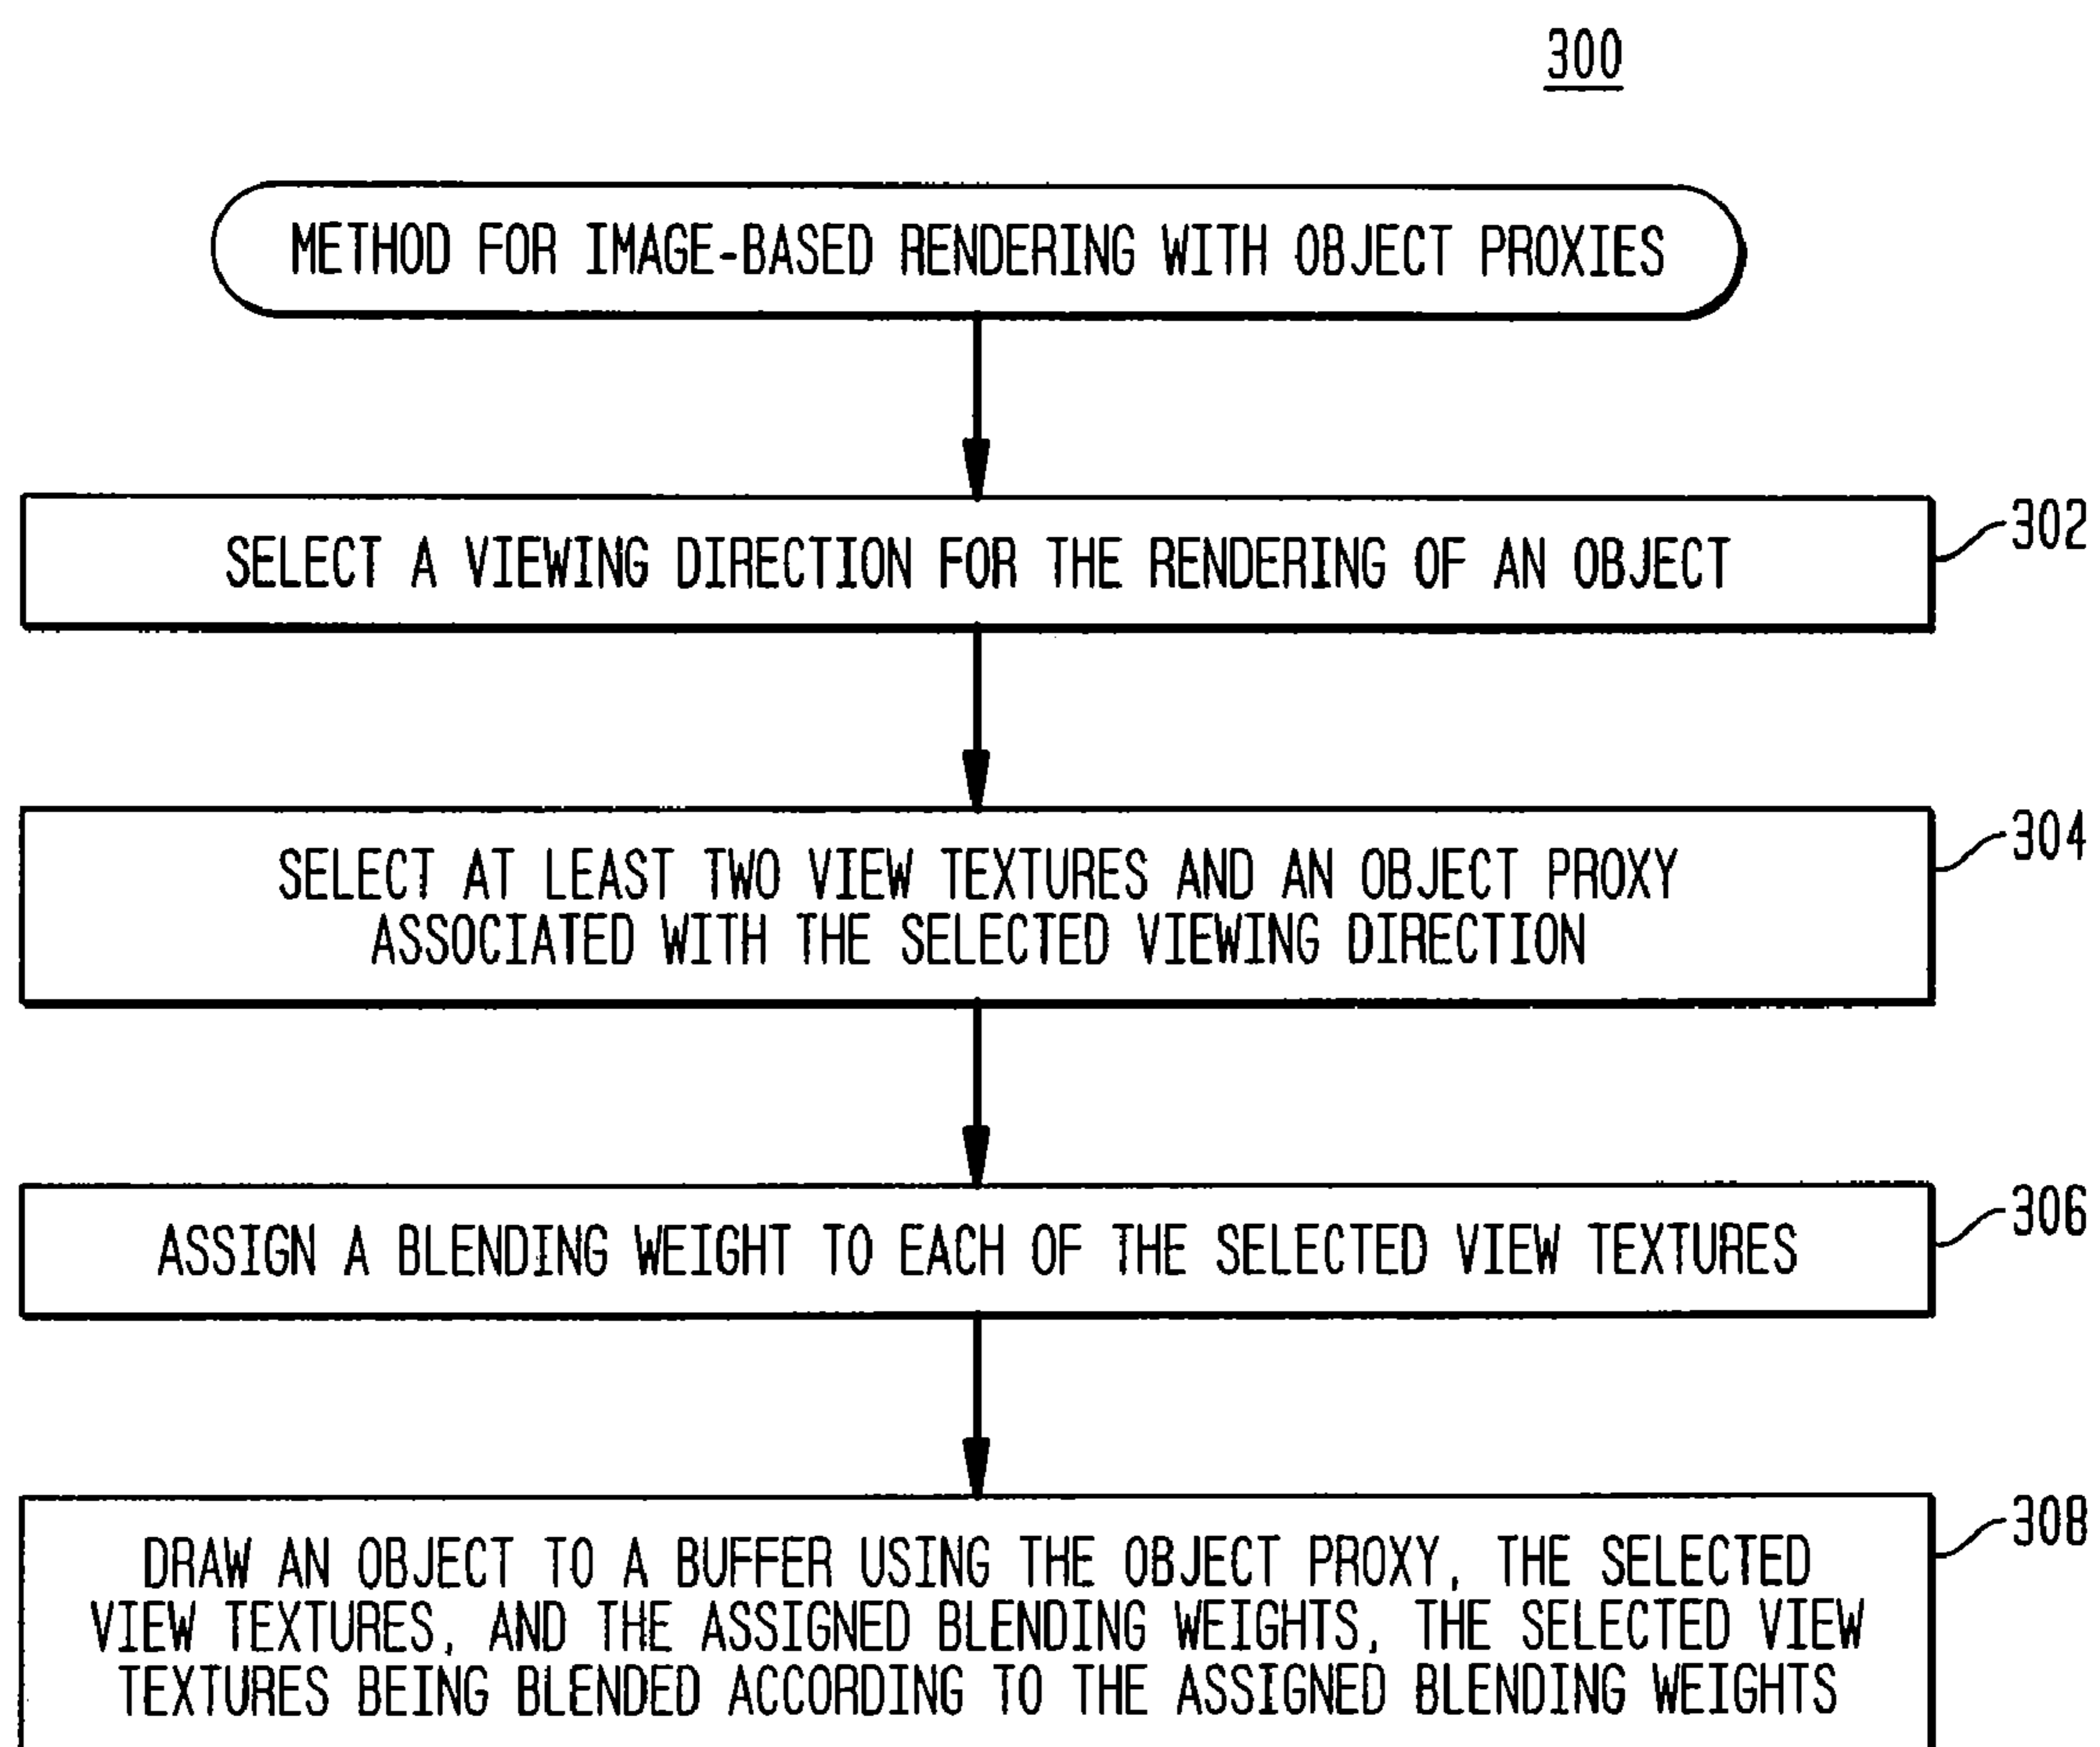 300
METHOD FOR IMAGE-BASED RENDERING WITH OBJECT PROXIES
SELECT A VIEWING DIRECTION FOR THE RENDERING OF AN OBJECT
302
SELECT AT LEAST TWO VIEW TEXTURES AND AN OBJECT PROXY
ASSOCIATED WITH THE SELECTED VIEWING DIRECTION
304
ASSIGN A BLENDING WEIGHT TO EACH OF THE SELECTED VIEW TEXTURES
306
DRAW AN OBJECT TO A BUFFER USING THE OBJECT PROXY, THE SELECTED
VIEW TEXTURES, AND THE ASSIGNED BLENDING WEIGHTS, THE SELECTED VIEW
TEXTURES BEING BLENDED ACCORDING TO THE ASSIGNED BLENDING WEIGHTS
308